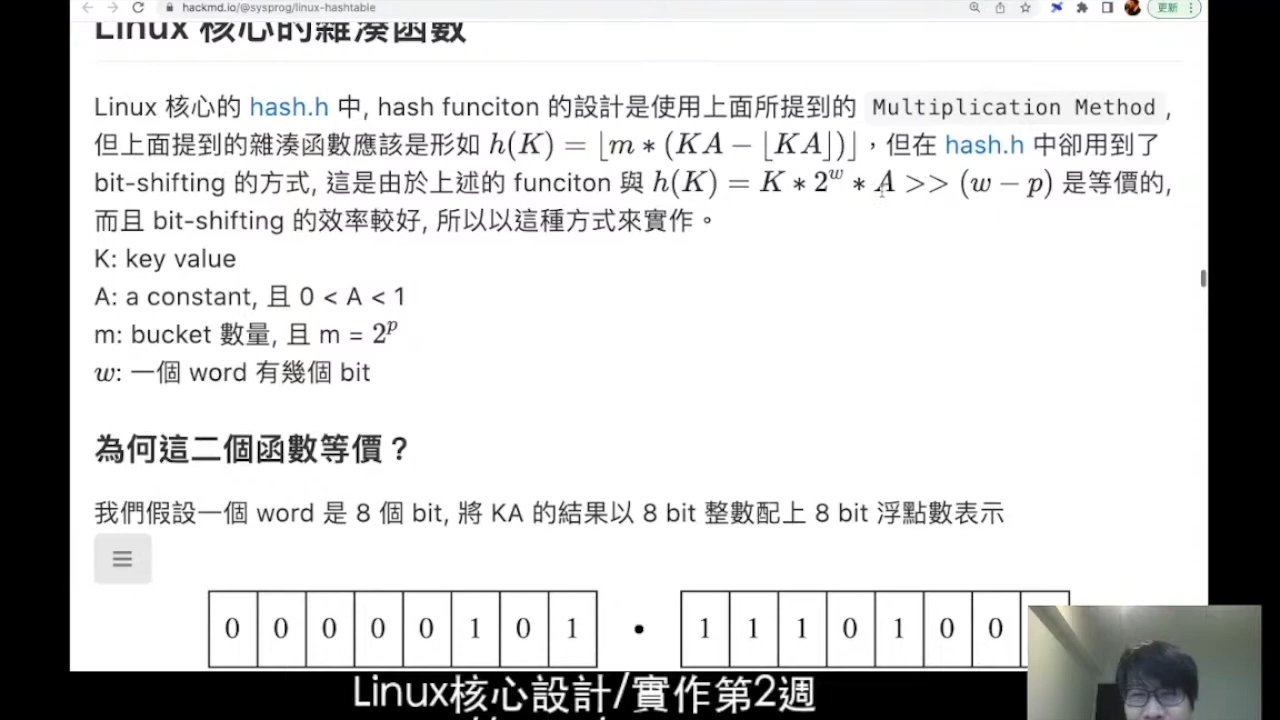 hackmd.io/@sysprog/linux-hashtable
更新
Linux 核心的雜湊函數
Linux 核心的 hash.h 中, hash funciton 的設計是使用上面所提到的 Multiplication Method ,
但上面提到的雜湊函數應該是形如 h(K) = ⌊m ∗ (KA − ⌊KA⌋)⌋，但在 hash.h 中卻用到了
bit-shifting 的方式, 這是由於上述的 funciton 與 h(K) = K ∗ 2^w ∗ A >> (w − p) 是等價的,
而且 bit-shifting 的效率較好, 所以以這種方式來實作。
K: key value
A: a constant, 且 0 < A < 1
m: bucket 數量, 且 m = 2^p
w: 一個 word 有幾個 bit
為何這二個函數等價？
我們假設一個 word 是 8 個 bit, 將 KA 的結果以 8 bit 整數配上 8 bit 浮點數表示
0 0 0 0 0 1 0 1 • 1 1 1 0 1 0 0
Linux核心設計/實作第2週